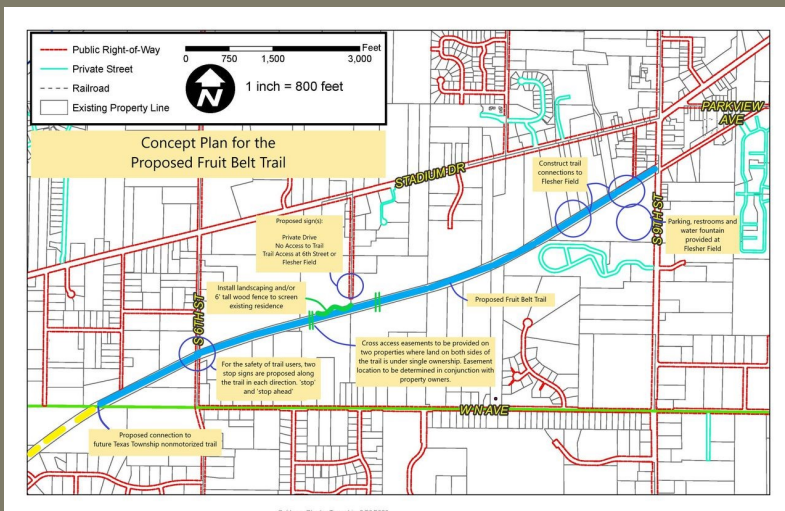 Public Right-of-Way
Private Street
Railroad
Existing Property Line
Feet
0 750 1,500 3,000
N
1 inch = 800 feet
Concept Plan for the
Proposed Fruit Belt Trail
PARKVIEW
AVE
STADIUM DR
Construct trail
connections to
Flesher Field
S 9TH ST
Parking, restrooms and
water fountain
provided at
Flesher Field
Proposed sign(s):
Private Drive
No Access to Trail
Trail Access at 6th Street or
Flesher Field
Install landscaping and/or
6' tall wood fence to screen
existing residence
Proposed Fruit Belt Trail
S 6TH ST
For the safety of trail users, two
stop signs are proposed along
the trail in each direction. 'stop'
and 'stop ahead'
Cross access easements to be provided on
two properties where land on both sides of
the trail is under single ownership. Easement
location to be determined in conjunction with
property owners.
W N AVE
Proposed connection to
future Texas Township nonmotorized trail